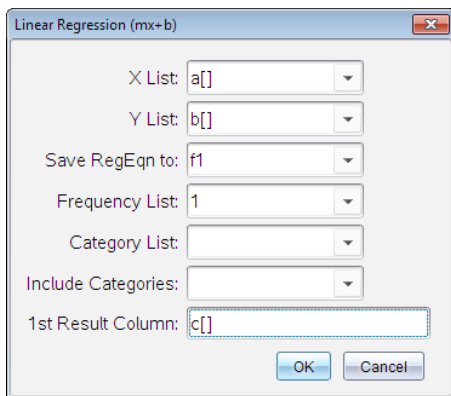 Linear Regression (mx+b)
X List: a[]
Y List: b[]
Save RegEqn to: f1
Frequency List: 1
Category List:
Include Categories:
1st Result Column: c[]
OK Cancel